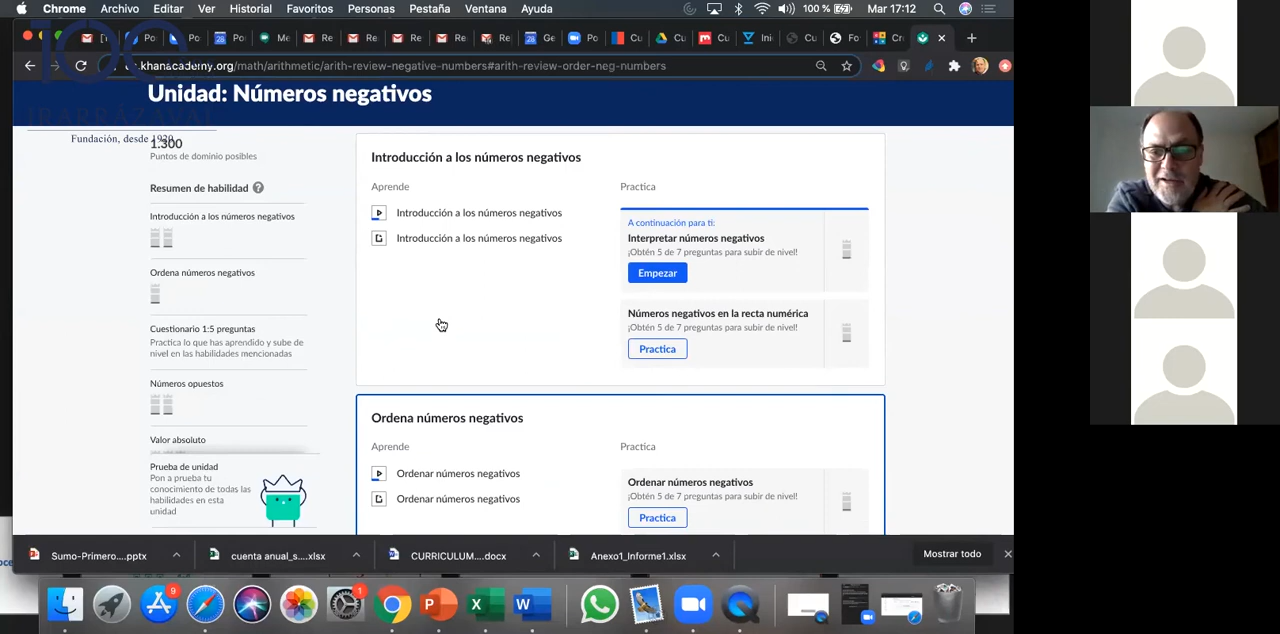 Chrome Archivo Editar Ver Historial Favoritos Personas Pestaña Ventana Ayuda 100 % Mar 17:12
khanacademy.org/math/arithmetic/arith-review-negative-numbers#arith-review-order-neg-numbers
100
IRARRÁZAVAL
Fundación, desde 1920
Unidad: Números negativos
1.300
Puntos de dominio posibles
Resumen de habilidad ?
Introducción a los números negativos
Ordena números negativos
Cuestionario 1:5 preguntas
Practica lo que has aprendido y sube de
nivel en las habilidades mencionadas
Números opuestos
Valor absoluto
Prueba de unidad
Pon a prueba tu
conocimiento de todas las
habilidades en esta
unidad
Introducción a los números negativos
Aprende
Introducción a los números negativos
Introducción a los números negativos
Practica
A continuación para ti:
Interpretar números negativos
¡Obtén 5 de 7 preguntas para subir de nivel!
Empezar
Números negativos en la recta numérica
¡Obtén 5 de 7 preguntas para subir de nivel!
Practica
Ordena números negativos
Aprende
Ordenar números negativos
Ordenar números negativos
Practica
Ordenar números negativos
¡Obtén 5 de 7 preguntas para subir de nivel!
Practica
Sumo-Primero....pptx
cuenta anual_s....xlsx
CURRICULUM....docx
Anexo1_Informe1.xlsx
Mostrar todo
9
1